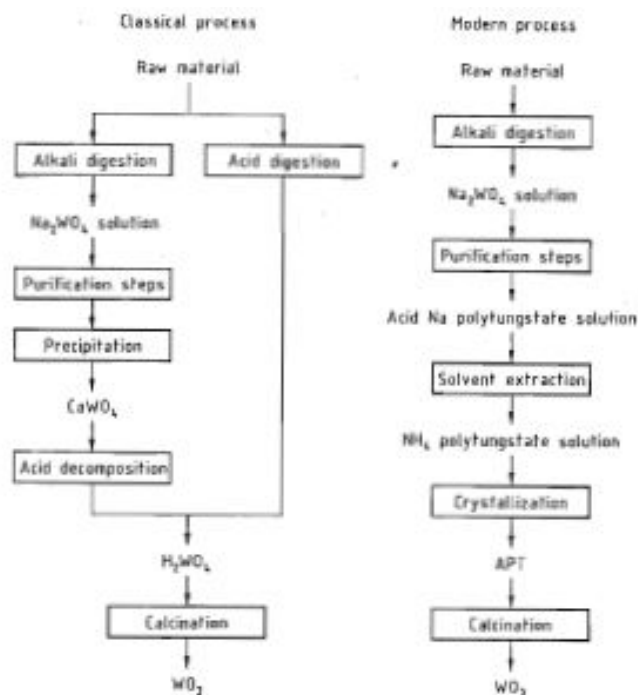 Classical process
Raw material
Alkali digestion
Acid digestion
Na₂WO₄ solution
Purification steps
Precipitation
CaWO₄
Acid decomposition
H₂WO₄
Calcination
WO₃
Modern process
Raw material
Alkali digestion
Na₂WO₄ solution
Purification steps
Acid Na polytungstate solution
Solvent extraction
NH₄ polytungstate solution
Crystallization
APT
Calcination
WO₃